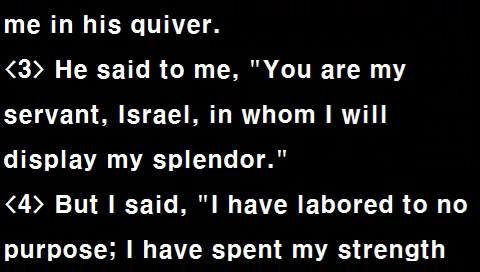 me in his quiver.
<3> He said to me, "You are my
servant, Israel, in whom I will
display my splendor."
<4> But I said, "I have labored to no
purpose; I have spent my strength